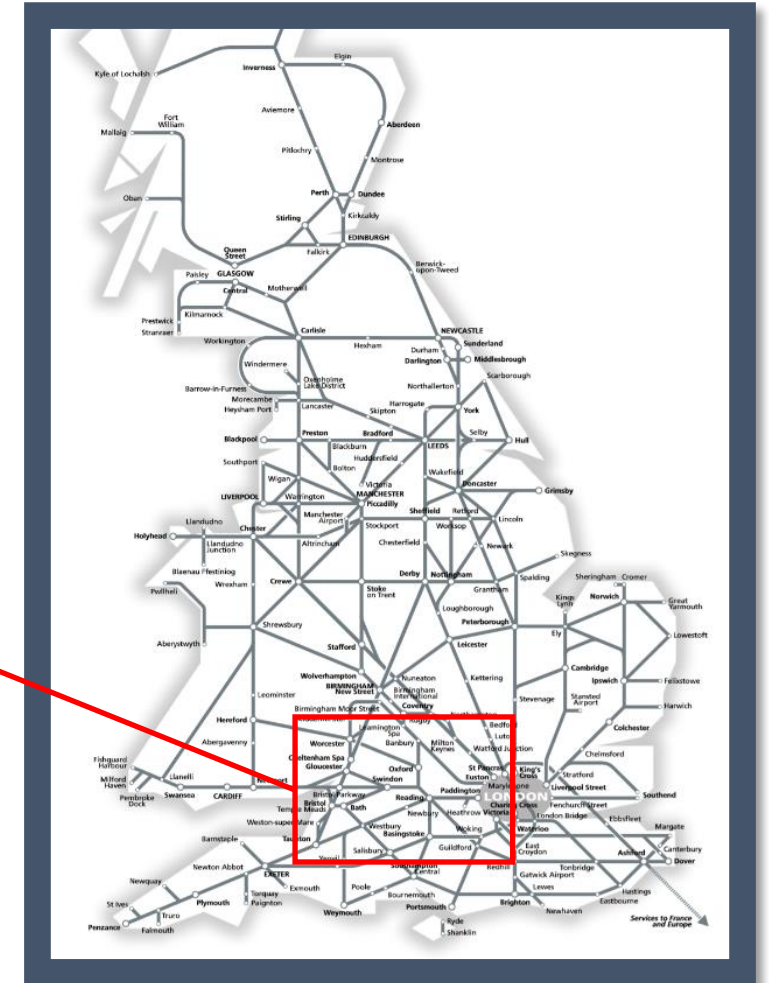 Elgin
Inverness
Kyle of Lochalsh
Aviemore
Fort
William
Aberdeen
Mallaig
Pitlochry
Montrose
Perth
Dundee
Oban
Stirling
Kirkcaldy
EDINBURGH
Queen
Street
Falkirk
Berwick-
upon-Tweed
Paisley
GLASGOW
Central
Motherwell
Kilmarnock
Prestwick
Stranraer
Carlisle
NEWCASTLE
Workington
Hexham
Sunderland
Durham
Darlington
Middlesbrough
Windermere
Scarborough
Oxenholme
Lake District
Barrow-in-Furness
Northallerton
Morecambe
Heysham Port
Lancaster
Harrogate
Skipton
York
Preston
Bradford
Selby
Blackpool
Blackburn
LEEDS
Hull
Huddersfield
Southport
Bolton
Wakefield
Wigan
Victoria
Doncaster
MANCHESTER
Piccadilly
LIVERPOOL
Warrington
Grimsby
Manchester
Airport
Sheffield
Retford
Llandudno
Chester
Stockport
Worksop
Lincoln
Holyhead
Llandudno
Junction
Altrincham
Chesterfield
Newark
Skegness
Blaenau Ffestiniog
Derby
Nottingham
Pwllheli
Wrexham
Crewe
Stoke
on Trent
Grantham
Spalding
Sheringham
Cromer
Kings
Lynn
Norwich
Great
Yarmouth
Loughborough
Peterborough
Shrewsbury
Ely
Lowestoft
Aberystwyth
Stafford
Leicester
Wolverhampton
Cambridge
BIRMINGHAM
New Street
Nuneaton
Birmingham
International
Kettering
Ipswich
Felixstowe
Leominster
Birmingham Moor Street
Coventry
Stevenage
Stansted
Airport
Harwich
Hereford
Leamington
Spa
Rugby
Bedford
Colchester
Abergavenny
Worcester
Banbury
Milton
Keynes
Luton
Watford Junction
Chelmsford
Fishguard
Harbour
Cheltenham Spa
Gloucester
Oxford
St Pancras
Euston
King's
Cross
Stratford
Milford
Haven
Llanelli
Newport
Swindon
Marylebone
Liverpool Street
Pembroke
Dock
Swansea
CARDIFF
Bristol Parkway
Paddington
LONDON
Southend
Temple Meads
Bristol
Bath
Reading
Charing Cross
Fenchurch Street
Newbury
Heathrow
Victoria
London Bridge
Ebbsfleet
Weston-super-Mare
Westbury
Basingstoke
Woking
Waterloo
Margate
Barnstaple
Taunton
Salisbury
Guildford
East
Croydon
Canterbury
Ashford
Dover
Newton Abbot
Yeovil
Southampton
Central
Redhill
Tonbridge
Gatwick Airport
EXETER
Newquay
Exmouth
Poole
Bournemouth
Lewes
Hastings
Eastbourne
St Ives
Plymouth
Torquay
Paignton
Weymouth
Portsmouth
Brighton
Newhaven
Truro
Penzance
Falmouth
Ryde
Shanklin
Services to France
and Europe